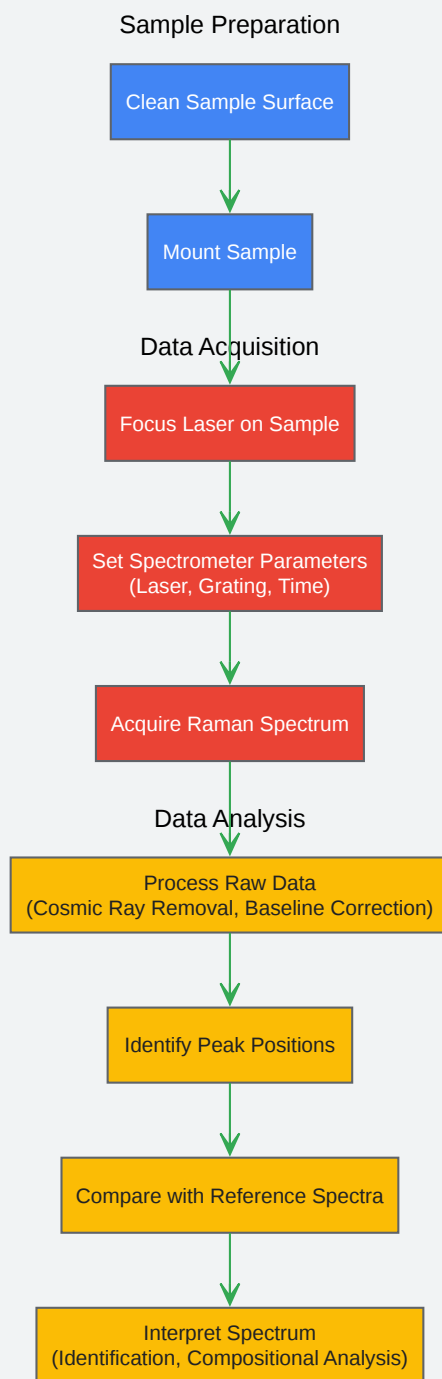 Sample Preparation
Clean Sample Surface
Mount Sample
Data Acquisition
Focus Laser on Sample
Set Spectrometer Parameters
(Laser, Grating, Time)
Acquire Raman Spectrum
Data Analysis
Process Raw Data
(Cosmic Ray Removal, Baseline Correction)
Identify Peak Positions
Compare with Reference Spectra
Interpret Spectrum
(Identification, Compositional Analysis)